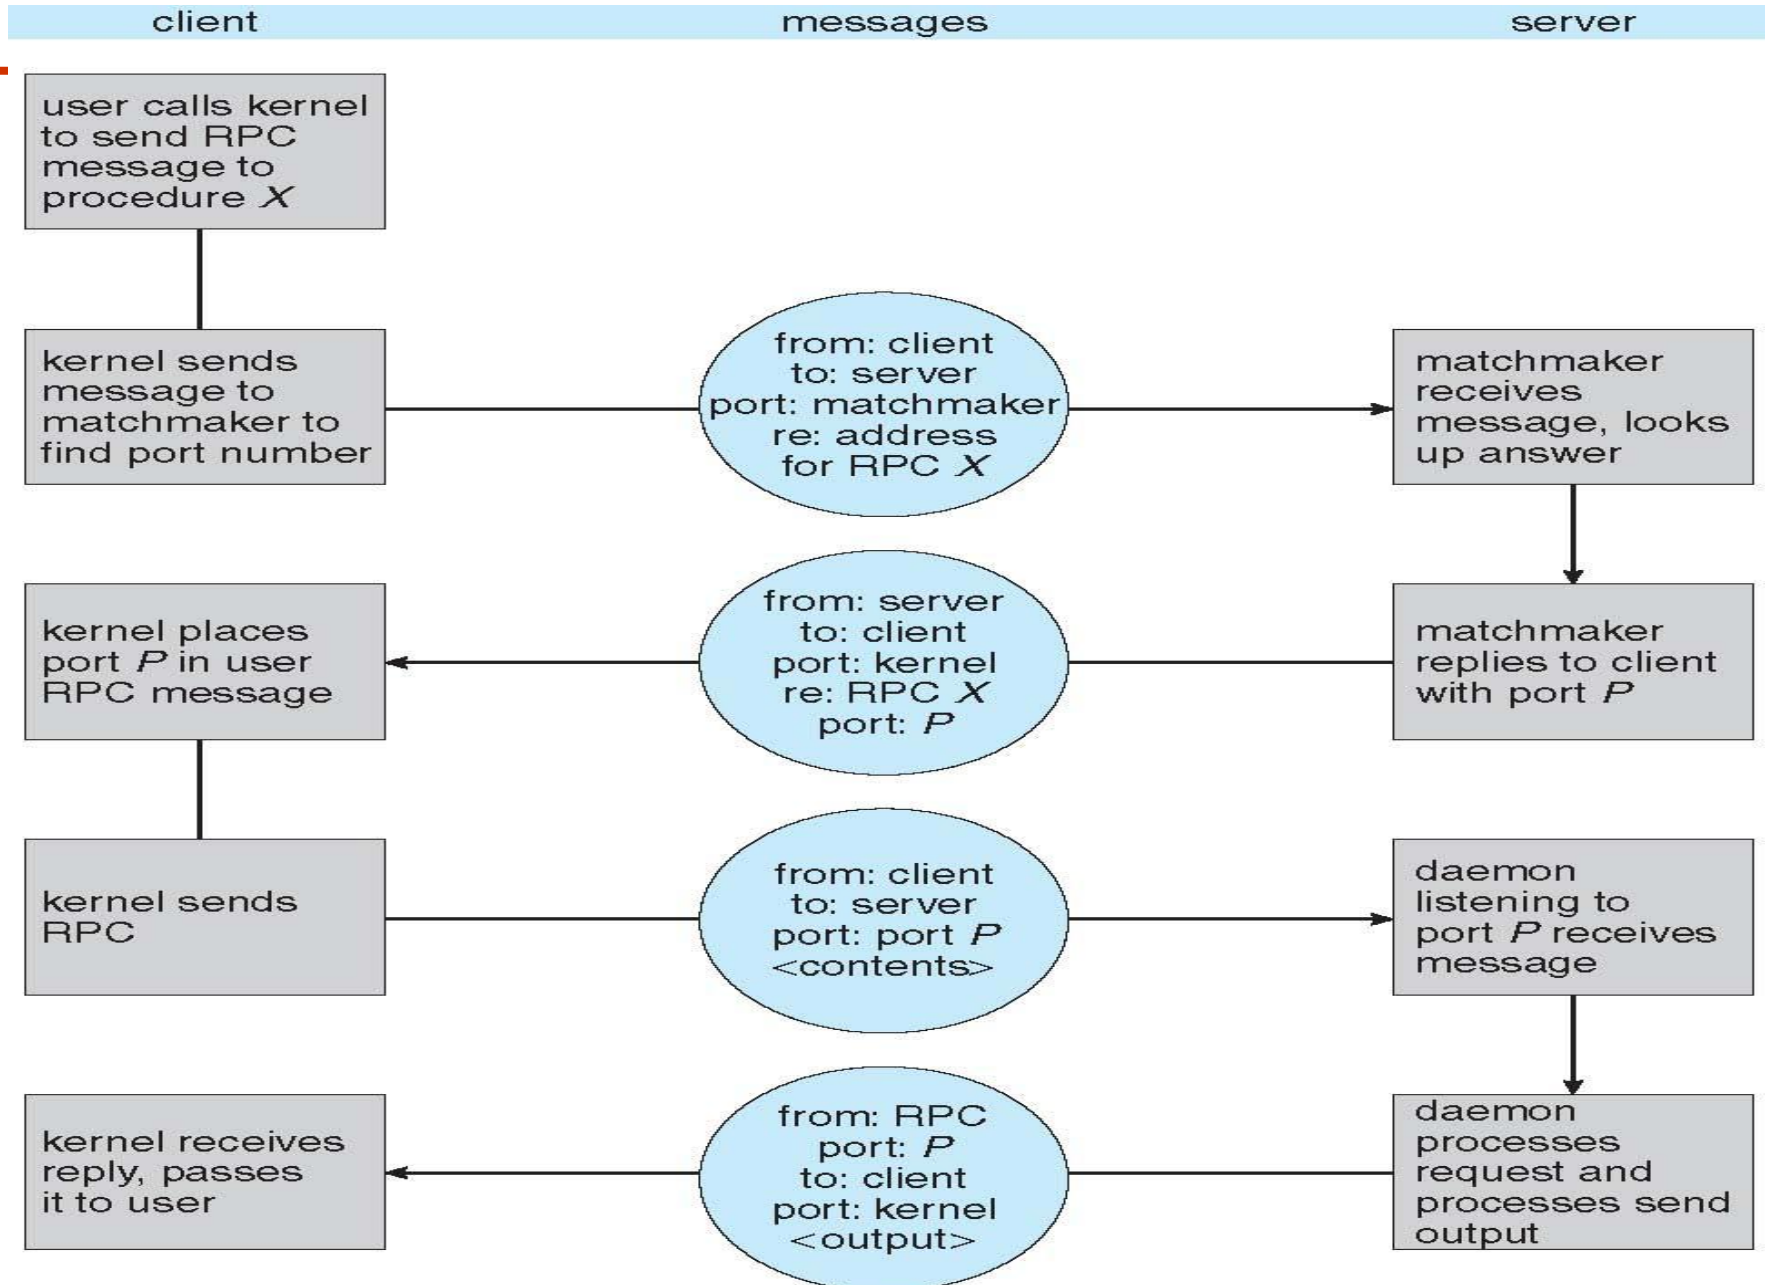 client
messages
server
user calls kernel
to send RPC
message to
procedure X
kernel sends
message to
matchmaker to
find port number
from: client
to: server
port: matchmaker
re: address
for RPC X
matchmaker
receives
message, looks
up answer
kernel places
port P in user
RPC message
from: server
to: client
port: kernel
re: RPC X
port: P
matchmaker
replies to client
with port P
kernel sends
RPC
from: client
to: server
port: port P
<contents>
daemon
listening to
port P receives
message
kernel receives
reply, passes
it to user
from: RPC
port: P
to: client
port: kernel
<output>
daemon
processes
request and
processes send
output